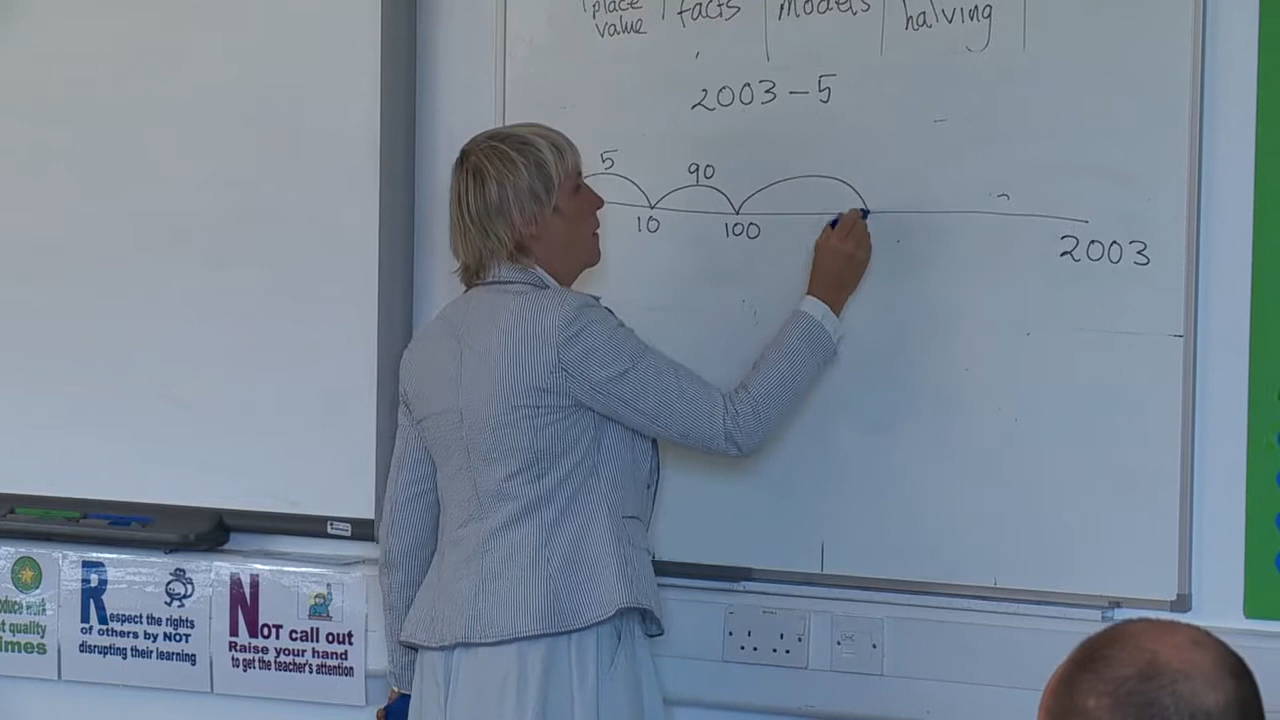 place facts models halving
value
2003 - 5
5 90
10 100
2003
quality
Respect the rights
of others by NOT
disrupting their learning
NOT call out
Raise your hand
to get the teacher's attention